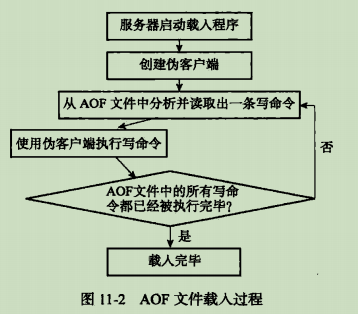 服务器启动载入程序
创建伪客户端
从 AOF 文件中分析并读取出一条写命令
使用伪客户端执行写命令
否
AOF文件中的所有写命
令都已经被执行完毕？
是
载入完毕
图 11-2 AOF 文件载入过程